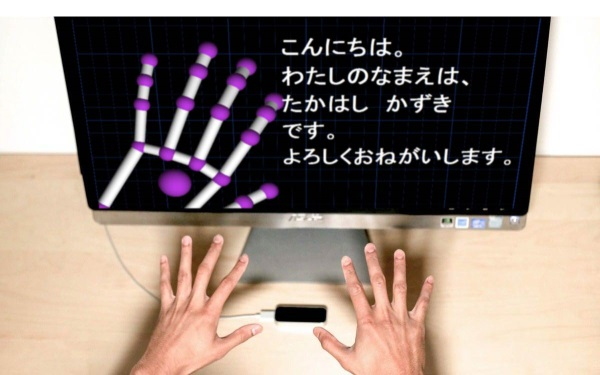 こんにちは。
わたしのなまえは、
たかはし　かずき
です。
よろしくおねがいします。